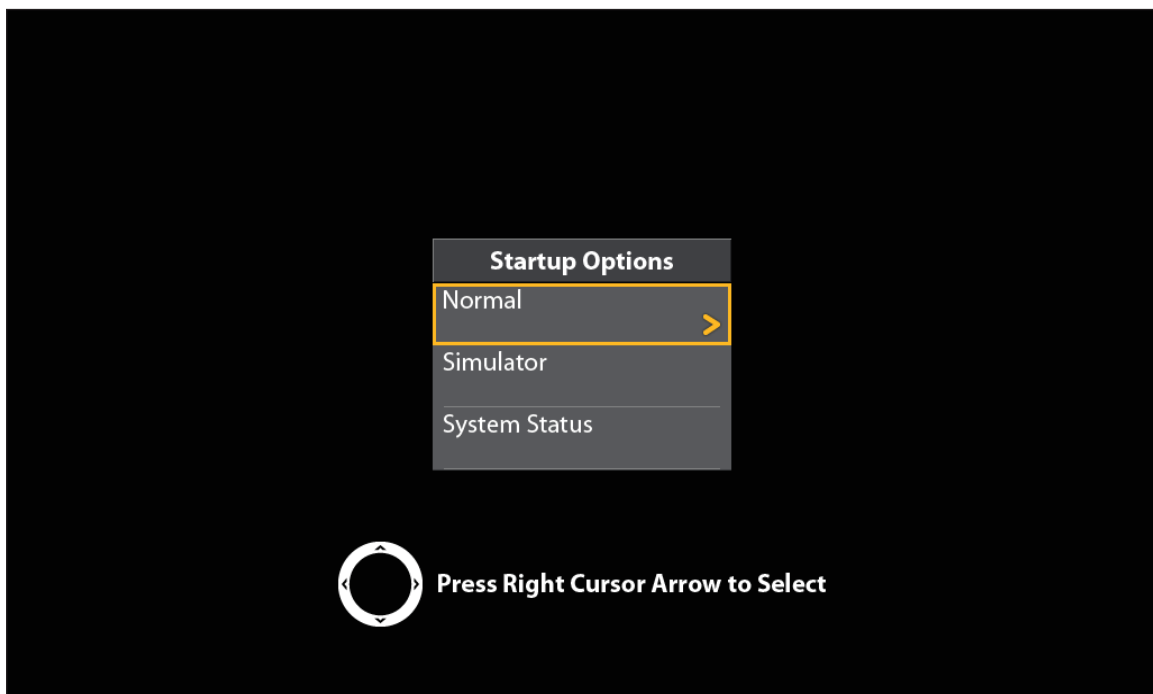 Startup Options
Normal
Simulator
System Status
Press Right Cursor Arrow to Select